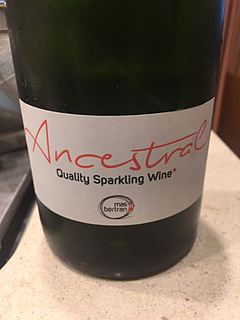 Ancestral
Quality Sparkling Wine*
mas
bertran